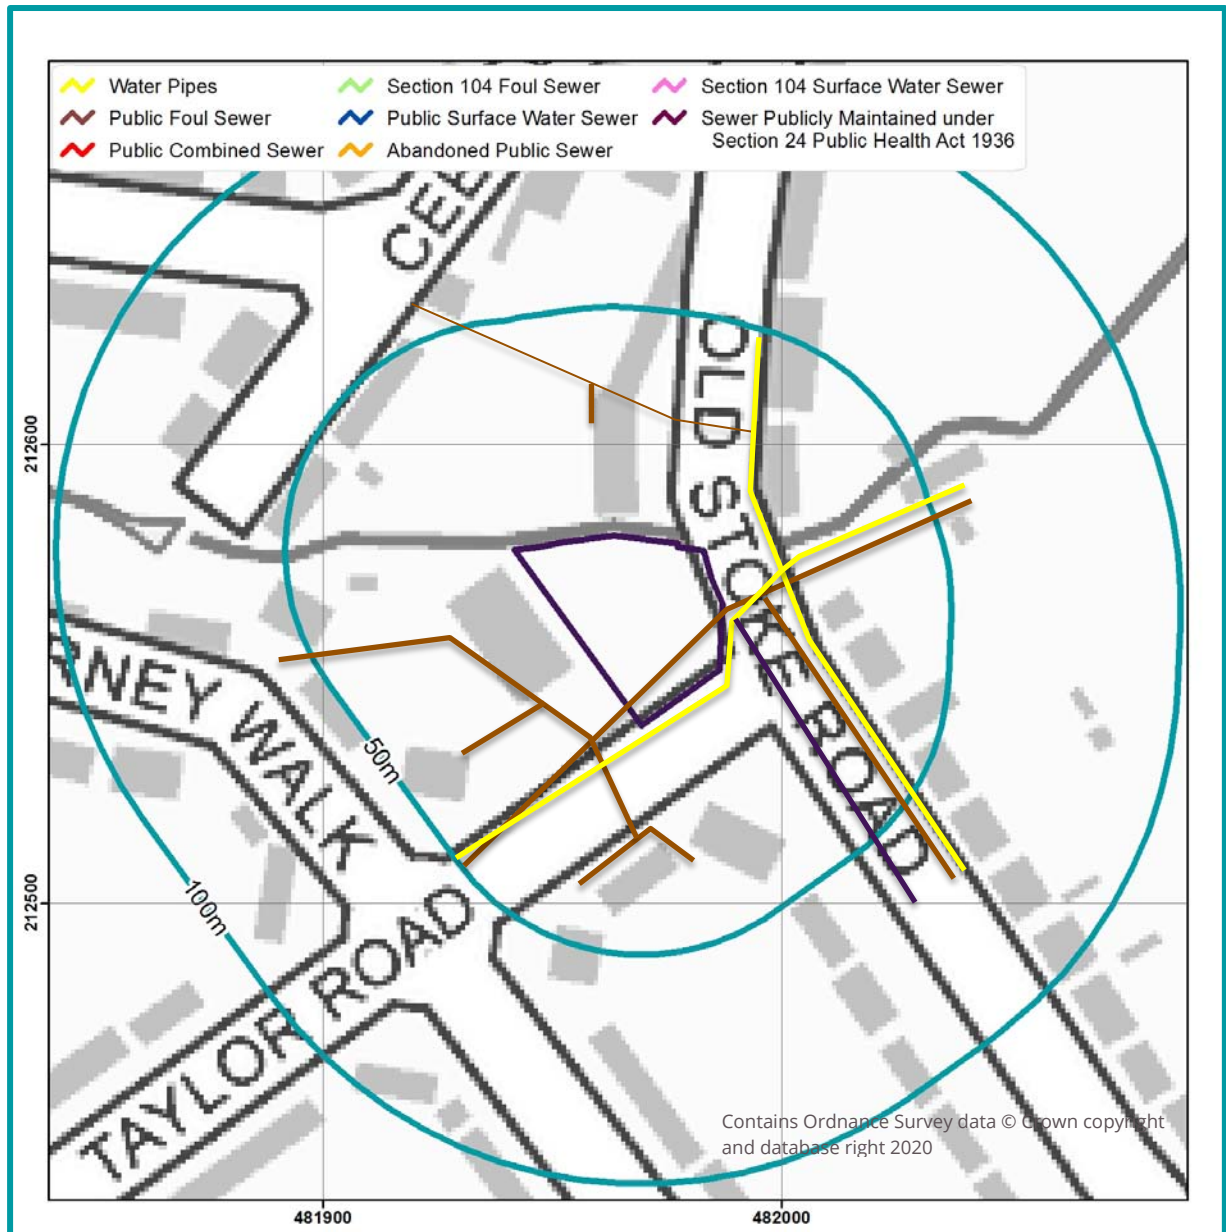 Water Pipes
Section 104 Foul Sewer
Section 104 Surface Water Sewer
Public Foul Sewer
Public Surface Water Sewer
Sewer Publicly Maintained under
Section 24 Public Health Act 1936
Public Combined Sewer
Abandoned Public Sewer
OLD STOKE ROAD
212600
RNEY WALK
50m
100m
212500
TAYLOR ROAD
Contains Ordnance Survey data © Crown copyright
and database right 2020
481900
482000